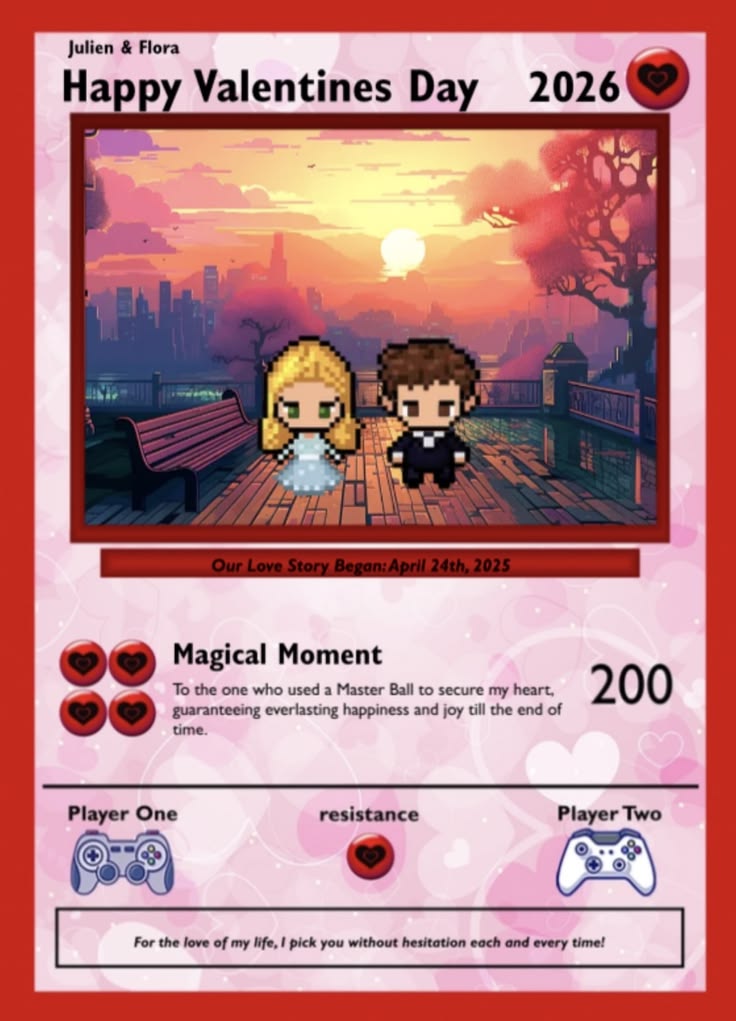 Julien & Flora
Happy Valentines Day 2026
Our Love Story Began: April 24th, 2025
Magical Moment
To the one who used a Master Ball to secure my heart,
guaranteeing everlasting happiness and joy till the end of
time.
200
Player One resistance Player Two
For the love of my life, I pick you without hesitation each and every time!